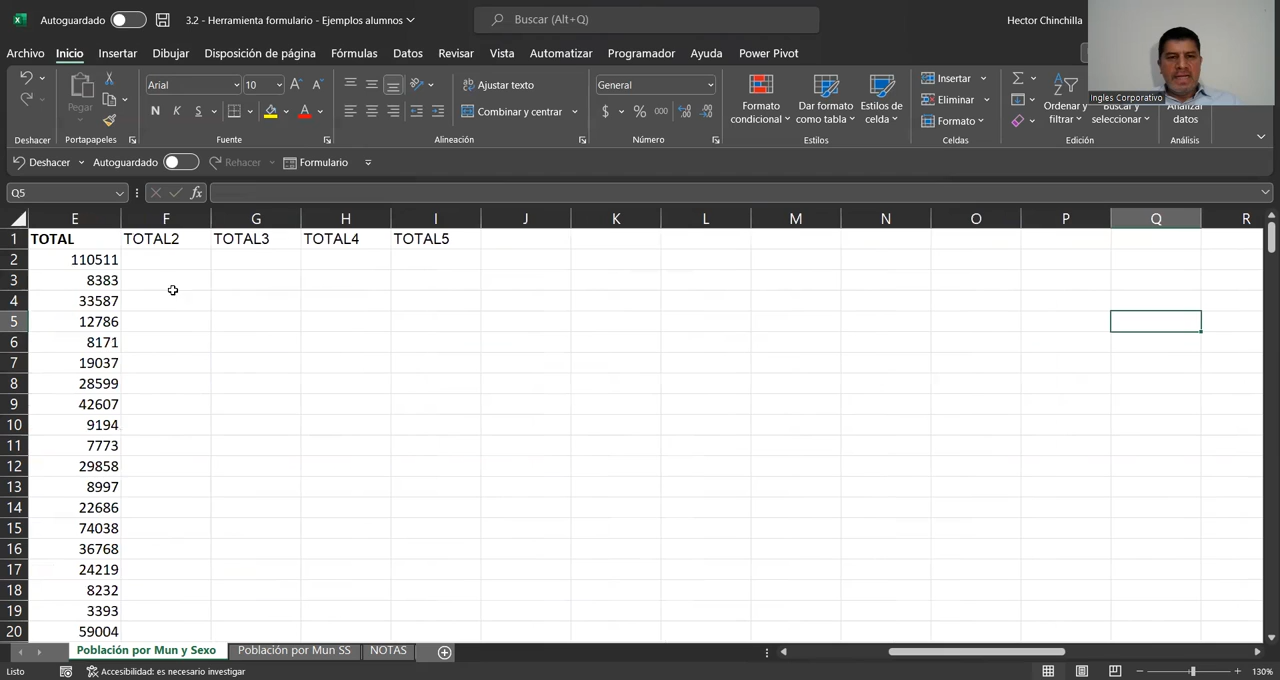 Autoguardado 3.2 - Herramienta formulario - Ejemplos alumnos Buscar (Alt+Q) Hector Chinchilla
Archivo Inicio Insertar Dibujar Disposición de página Fórmulas Datos Revisar Vista Automatizar Programador Ayuda Power Pivot
Pegar Arial 10 Ajustar texto General Formato condicional Dar formato como tabla Estilos de celda Insertar Ordenar y filtrar Buscar y seleccionar Analizar datos
N K S Combinar y centrar $ % 000 Eliminar
Formato
Ingles Corporativo
Deshacer Portapapeles Fuente Alineación Número Estilos Celdas Edición Análisis
Deshacer Autoguardado Rehacer Formulario
Q5 fx
E F G H I J K L M N O P Q R
1 TOTAL TOTAL2 TOTAL3 TOTAL4 TOTAL5
2 110511
3 8383
4 33587
5 12786
6 8171
7 19037
8 28599
9 42607
10 9194
11 7773
12 29858
13 8997
14 22686
15 74038
16 36768
17 24219
18 8232
19 3393
20 59004
Población por Mun y Sexo Población por Mun SS NOTAS
Listo Accesibilidad: es necesario investigar 130%